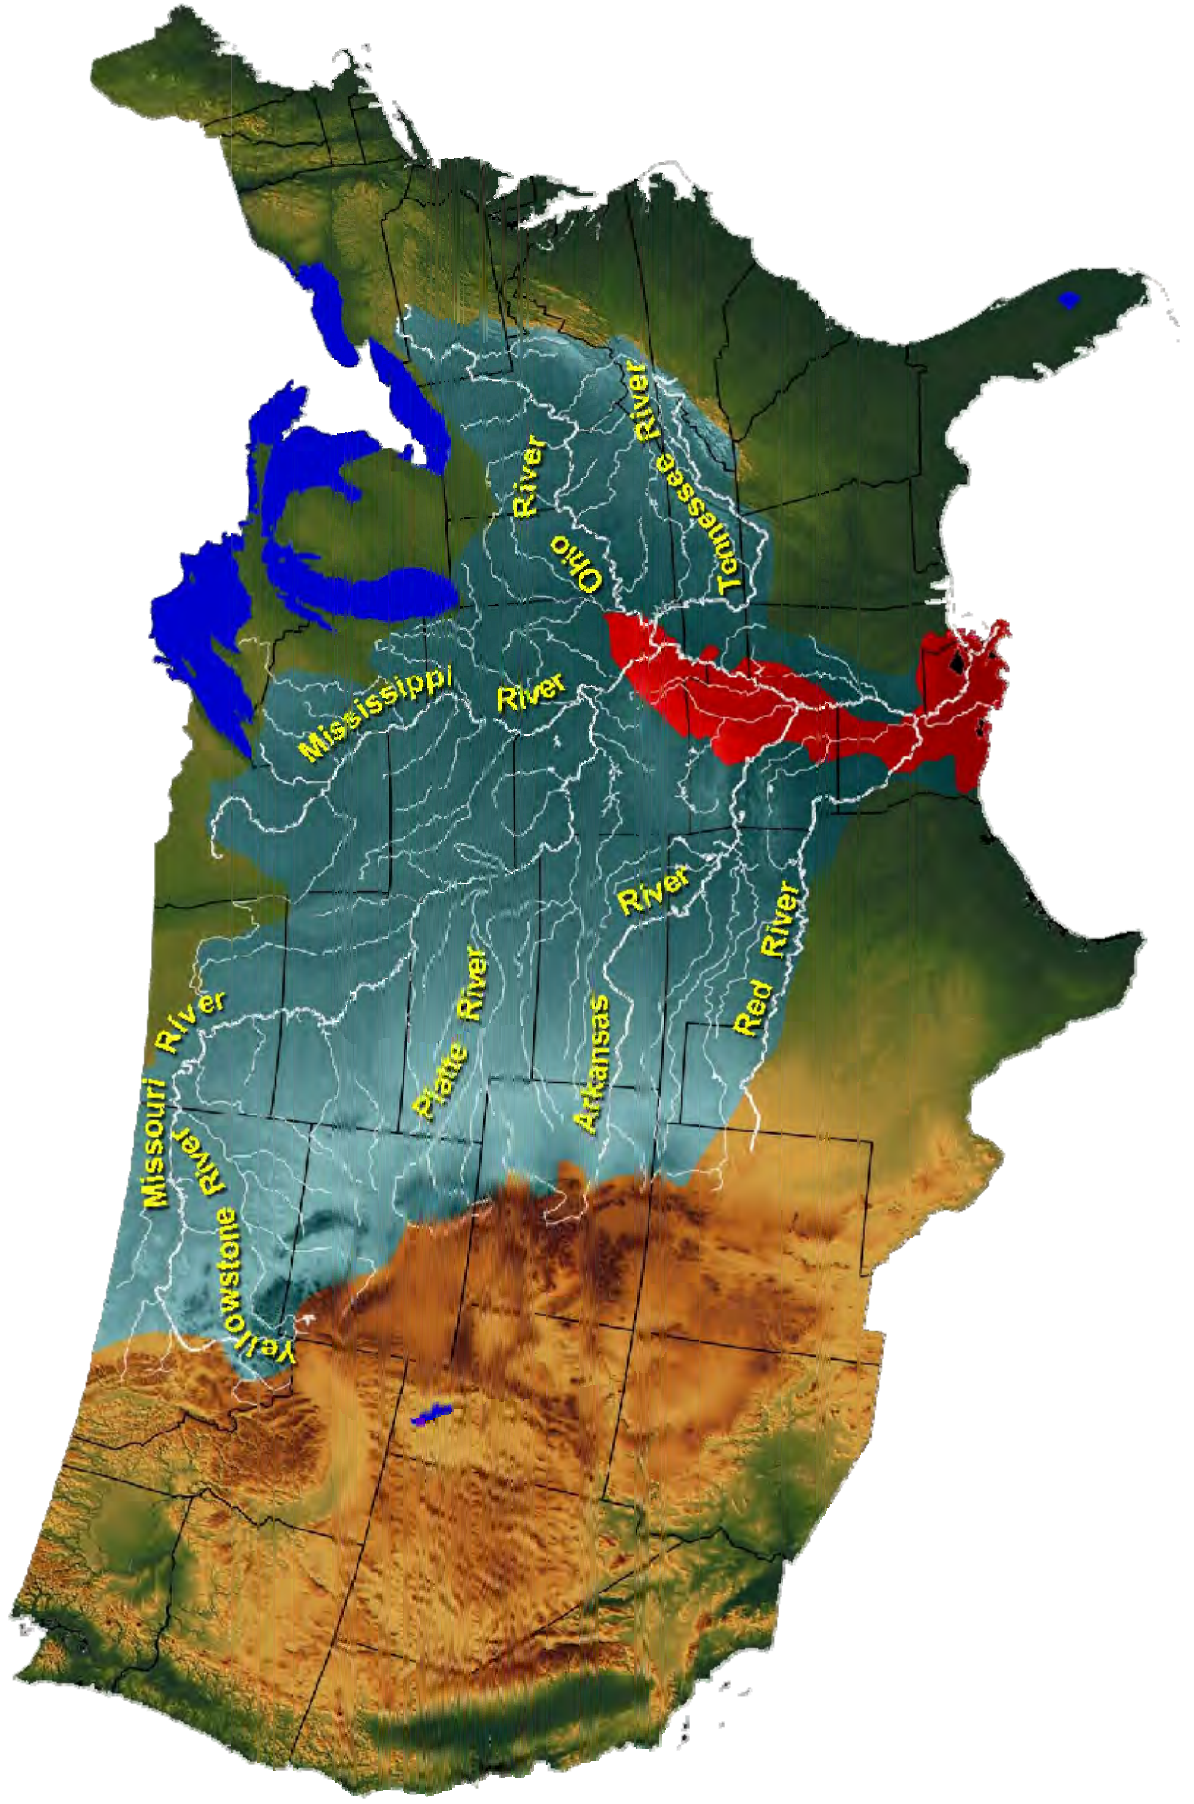 Tennessee River
Ohio River
Mississippi River
Arkansas River
Red River
Platte River
Missouri River
Yellowstone River